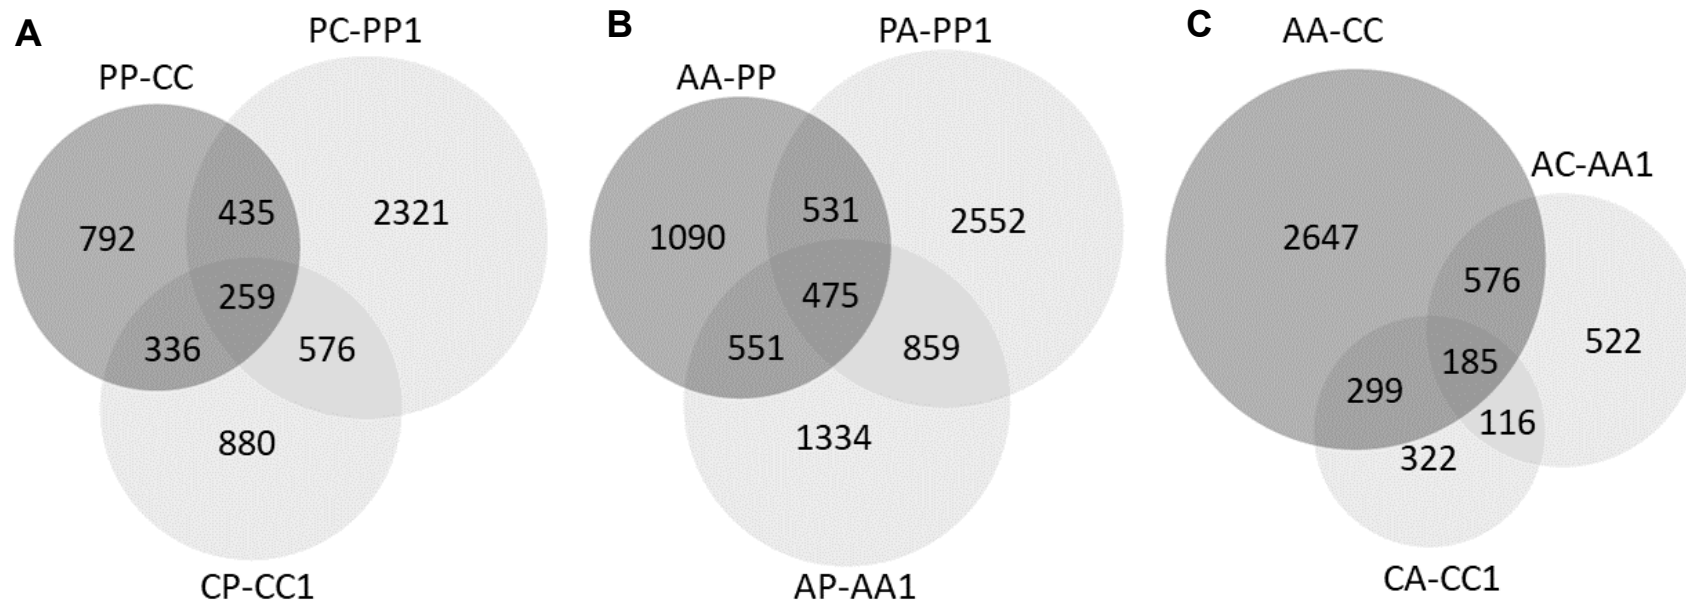 A
PC-PP1
PP-CC
435
2321
792
259
336
576
880
CP-CC1
B
PA-PP1
AA-PP
531
2552
1090
475
551
859
1334
AP-AA1
C
AA-CC
AC-AA1
2647
576
522
185
299
116
322
CA-CC1